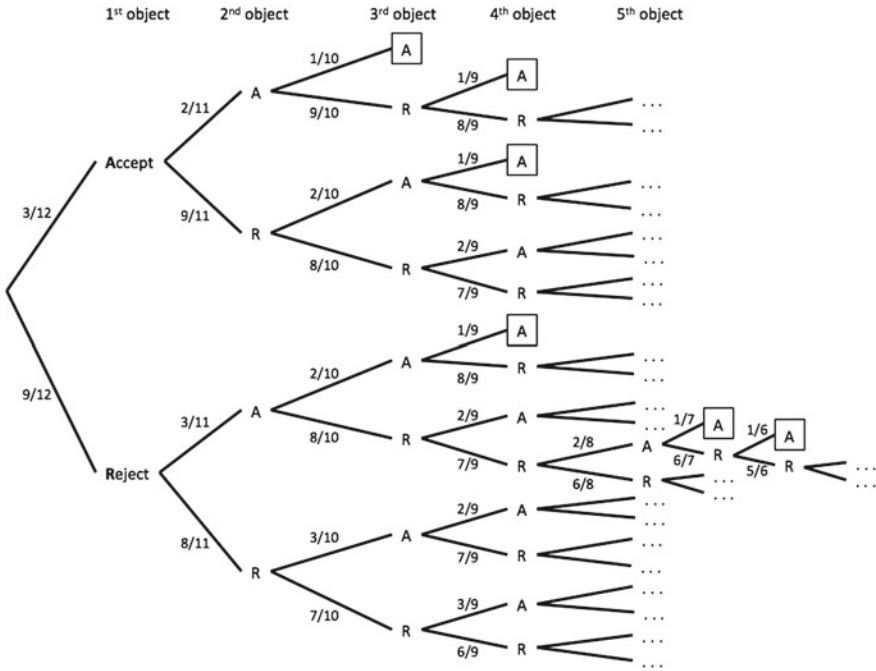 1st object 2nd object 3rd object 4th object 5th object
1/10 A
1/9 A
2/11 A
9/10 R
8/9 R ...
...
Accept
1/9 A
2/10 A
8/9 R ...
...
3/12
9/11 R
2/9 A ...
...
8/10 R
7/9 R ...
...
1/9 A
2/10 A
8/9 R ...
...
9/12
3/11 A
2/9 A ...
...
1/7 A
1/6 A
8/10 R
2/8 A
6/7 R
5/6 R ...
...
7/9 R
6/8 R ...
...
Reject
2/9 A ...
...
3/10 A
7/9 R ...
...
8/11 R
3/9 A ...
...
7/10 R
6/9 R ...
...